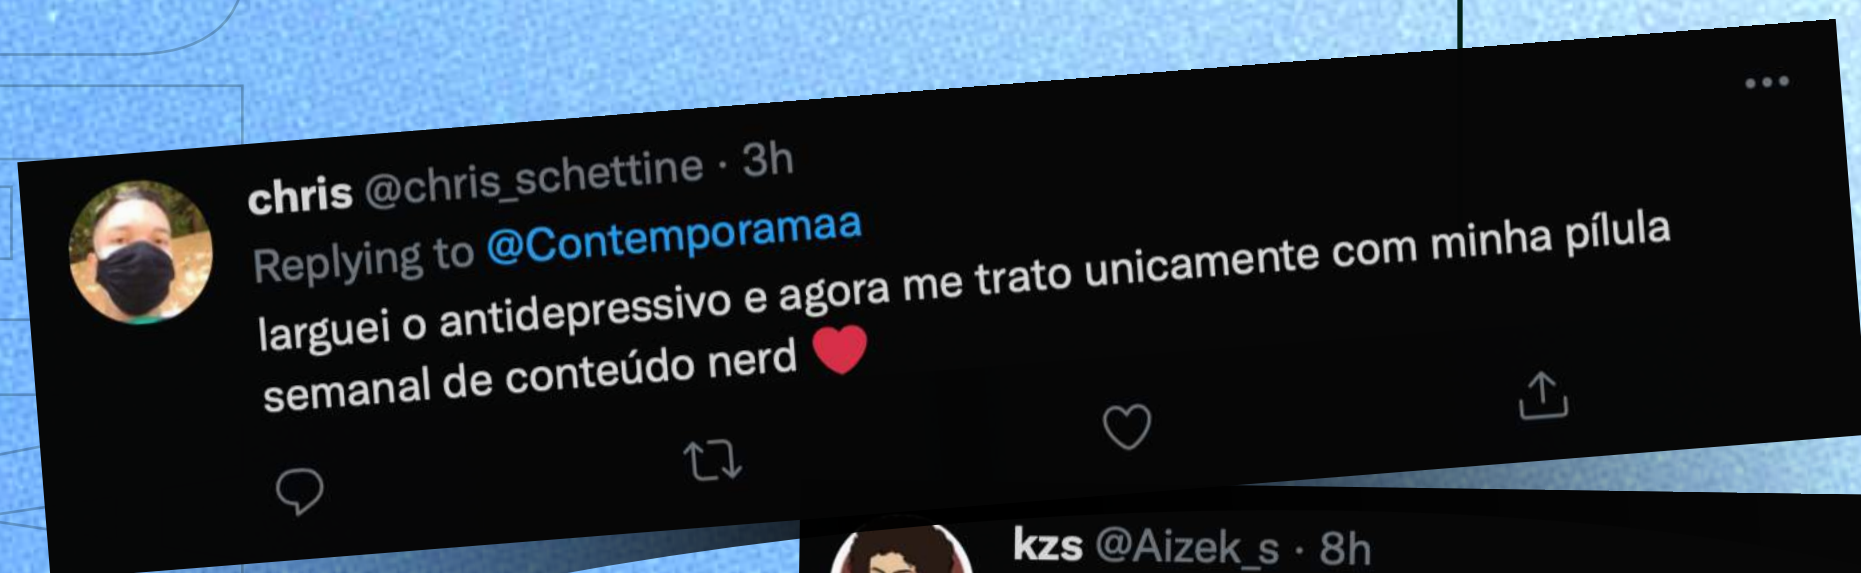 chris @chris_schettine · 3h
Replying to @Contemporamaa
larguei o antidepressivo e agora me trato unicamente com minha pílula
semanal de conteúdo nerd ❤️
kzs @Aizek_s · 8h